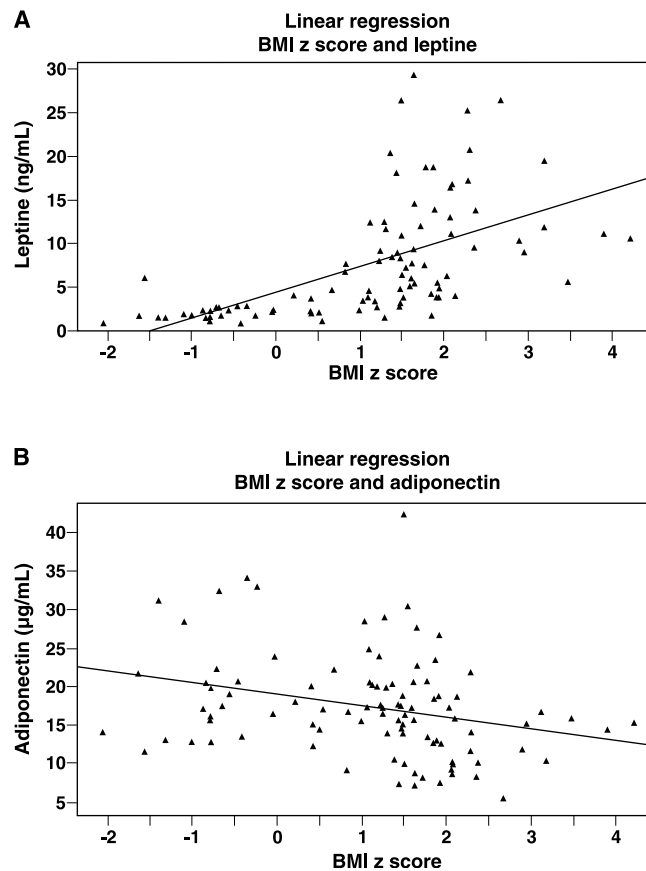 A
Linear regression
BMI z score and leptine
30
25
20
15
10
5
0
Leptine (ng/mL)
-2 -1 0 1 2 3 4
BMI z score
B
Linear regression
BMI z score and adiponectin
40
35
30
25
20
15
10
5
Adiponectin (µg/mL)
-2 -1 0 1 2 3 4
BMI z score